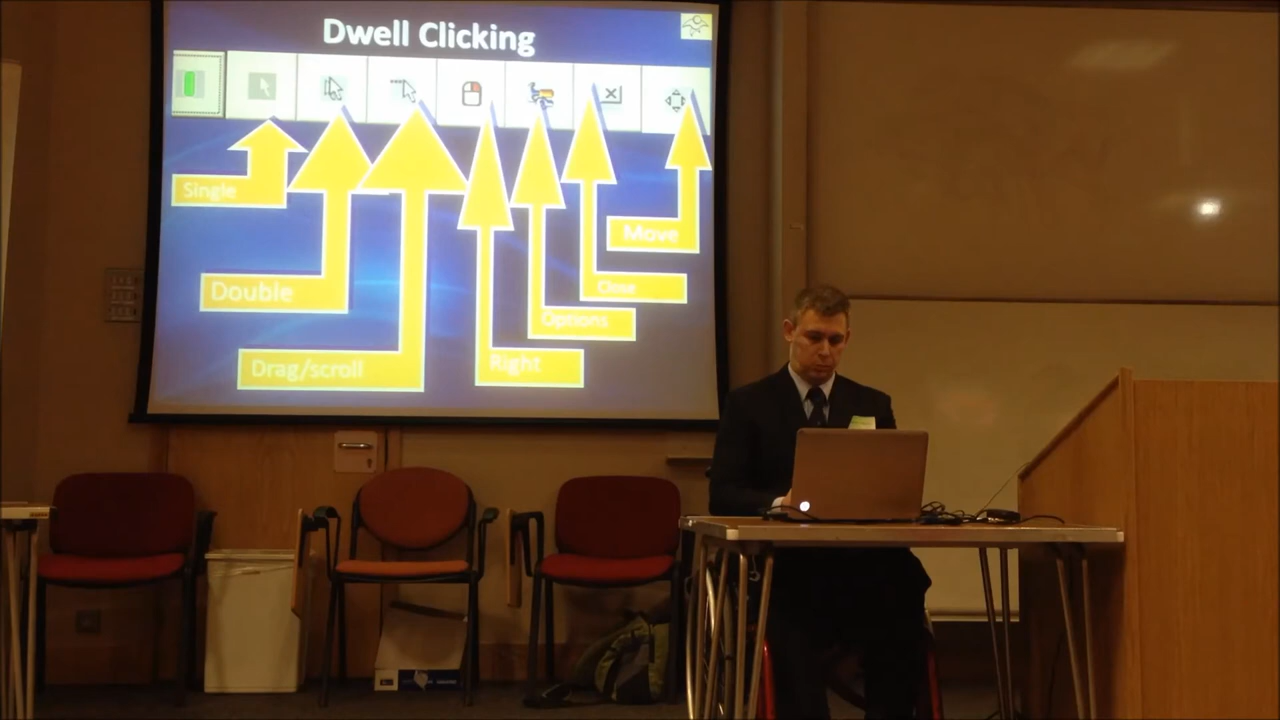 Dwell Clicking
Single
Move
Close
Double
Options
Right
Drag/scroll